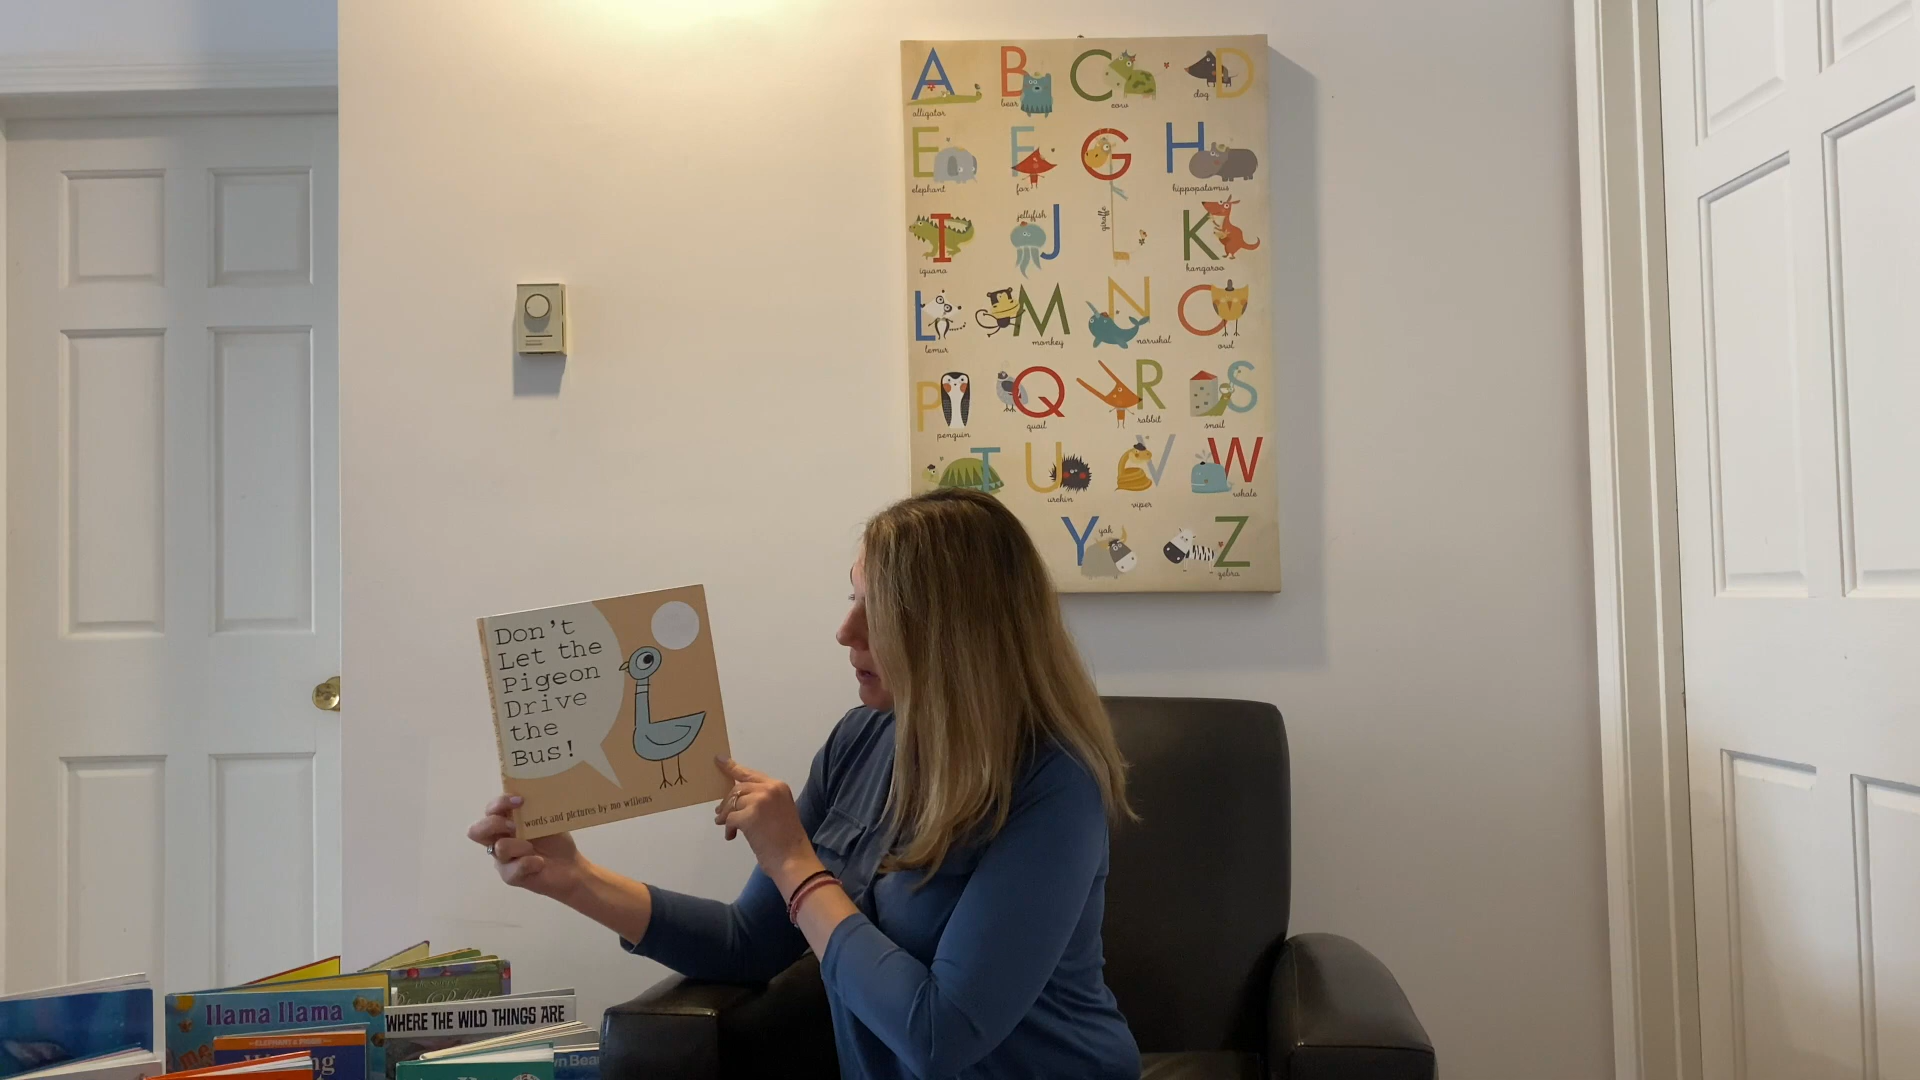 A B C D
alligator bear cow dog
E F G H
elephant fox giraffe hippopotamus
I J K
iguana jellyfish kangaroo
L M N O
lemur monkey narwhal owl
P Q R S
penguin quail rabbit snail
T U V W
urchin viper whale
Y Z
yak zebra
Don't
Let the
Pigeon
Drive
the
Bus!
words and pictures by mo willems
llama llama
WHERE THE WILD THINGS ARE
ELEPHANT & PIGGIE